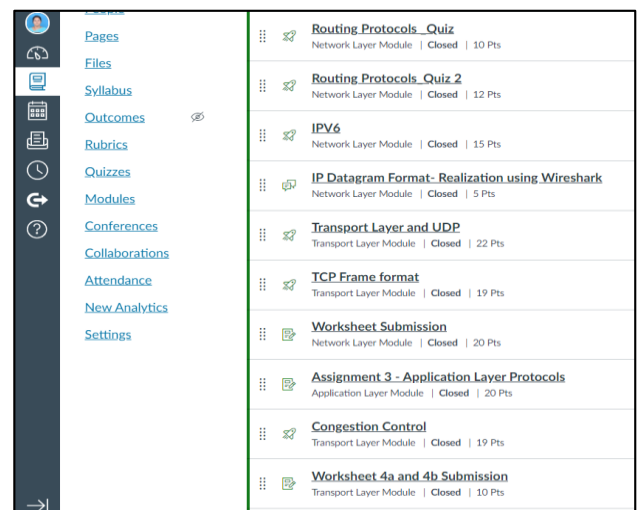 People
Pages
Files
Syllabus
Outcomes
Rubrics
Quizzes
Modules
Conferences
Collaborations
Attendance
New Analytics
Settings
Routing Protocols _Quiz
Network Layer Module | Closed | 10 Pts
Routing Protocols_Quiz 2
Network Layer Module | Closed | 12 Pts
IPV6
Network Layer Module | Closed | 15 Pts
IP Datagram Format- Realization using Wireshark
Network Layer Module | 5 Pts
Transport Layer and UDP
Transport Layer Module | Closed | 22 Pts
TCP Frame format
Transport Layer Module | Closed | 19 Pts
Worksheet Submission
Network Layer Module | Closed | 20 Pts
Assignment 3 - Application Layer Protocols
Application Layer Module | Closed | 20 Pts
Congestion Control
Transport Layer Module | Closed | 19 Pts
Worksheet 4a and 4b Submission
Transport Layer Module | Closed | 10 Pts